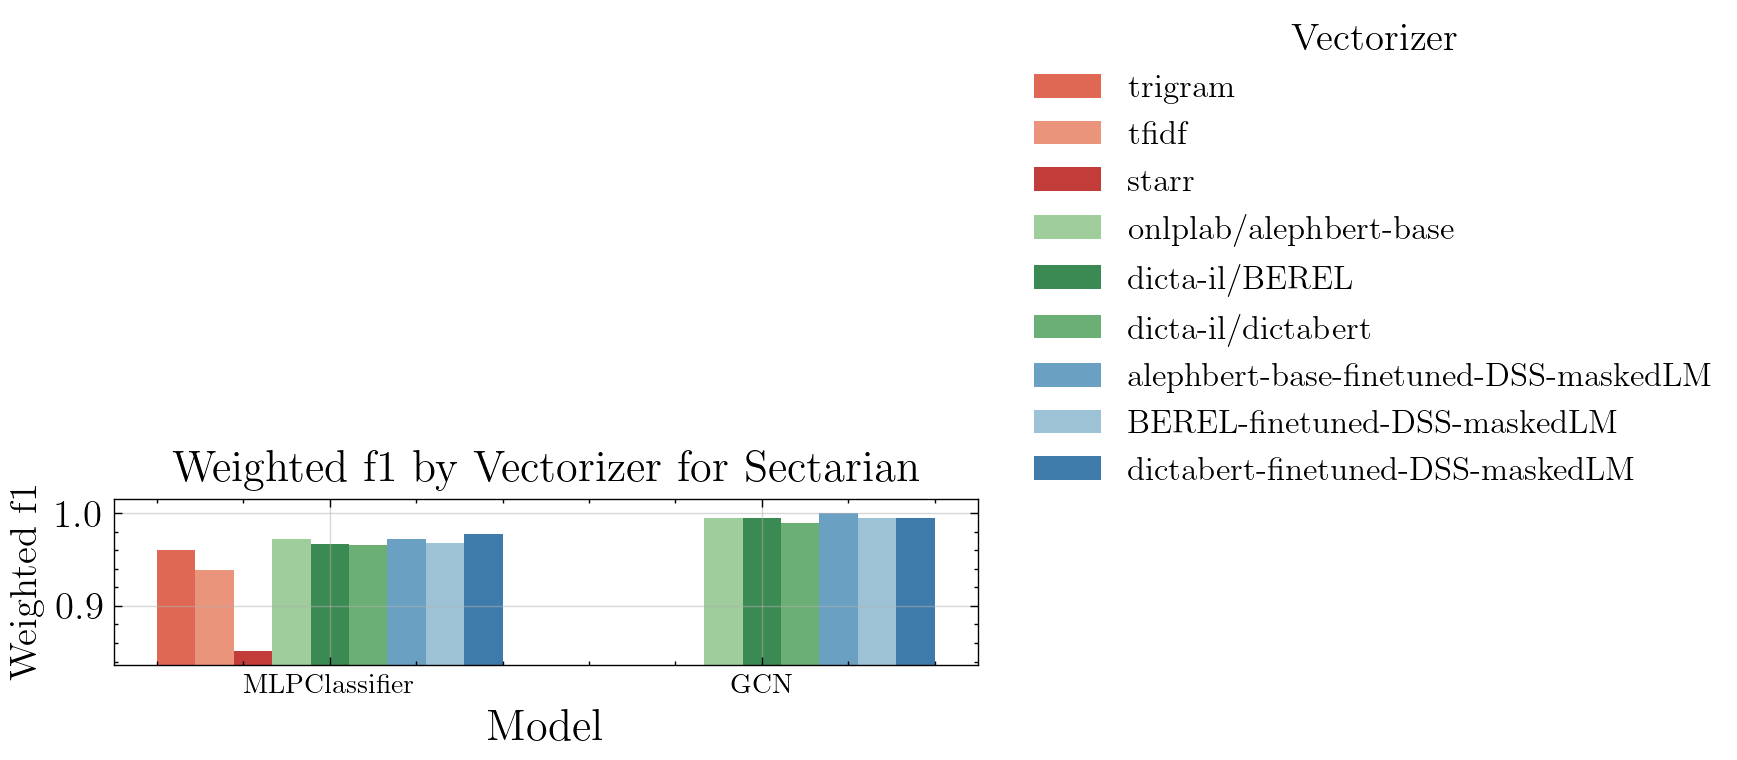 Vectorizer
trigram
tfidf
starr
onlplab/alephbert-base
dicta-il/BEREL
dicta-il/dictabert
alephbert-base-finetuned-DSS-maskedLM
BEREL-finetuned-DSS-maskedLM
dictabert-finetuned-DSS-maskedLM
Weighted f1 by Vectorizer for Sectarian
Weighted f1
1.0
0.9
MLPClassifier GCN
Model